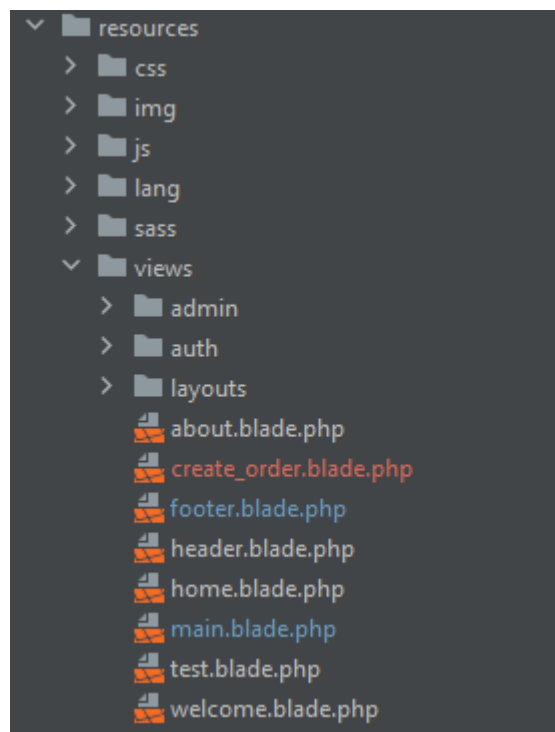 resources
css
img
js
lang
sass
views
admin
auth
layouts
about.blade.php
create_order.blade.php
footer.blade.php
header.blade.php
home.blade.php
main.blade.php
test.blade.php
welcome.blade.php